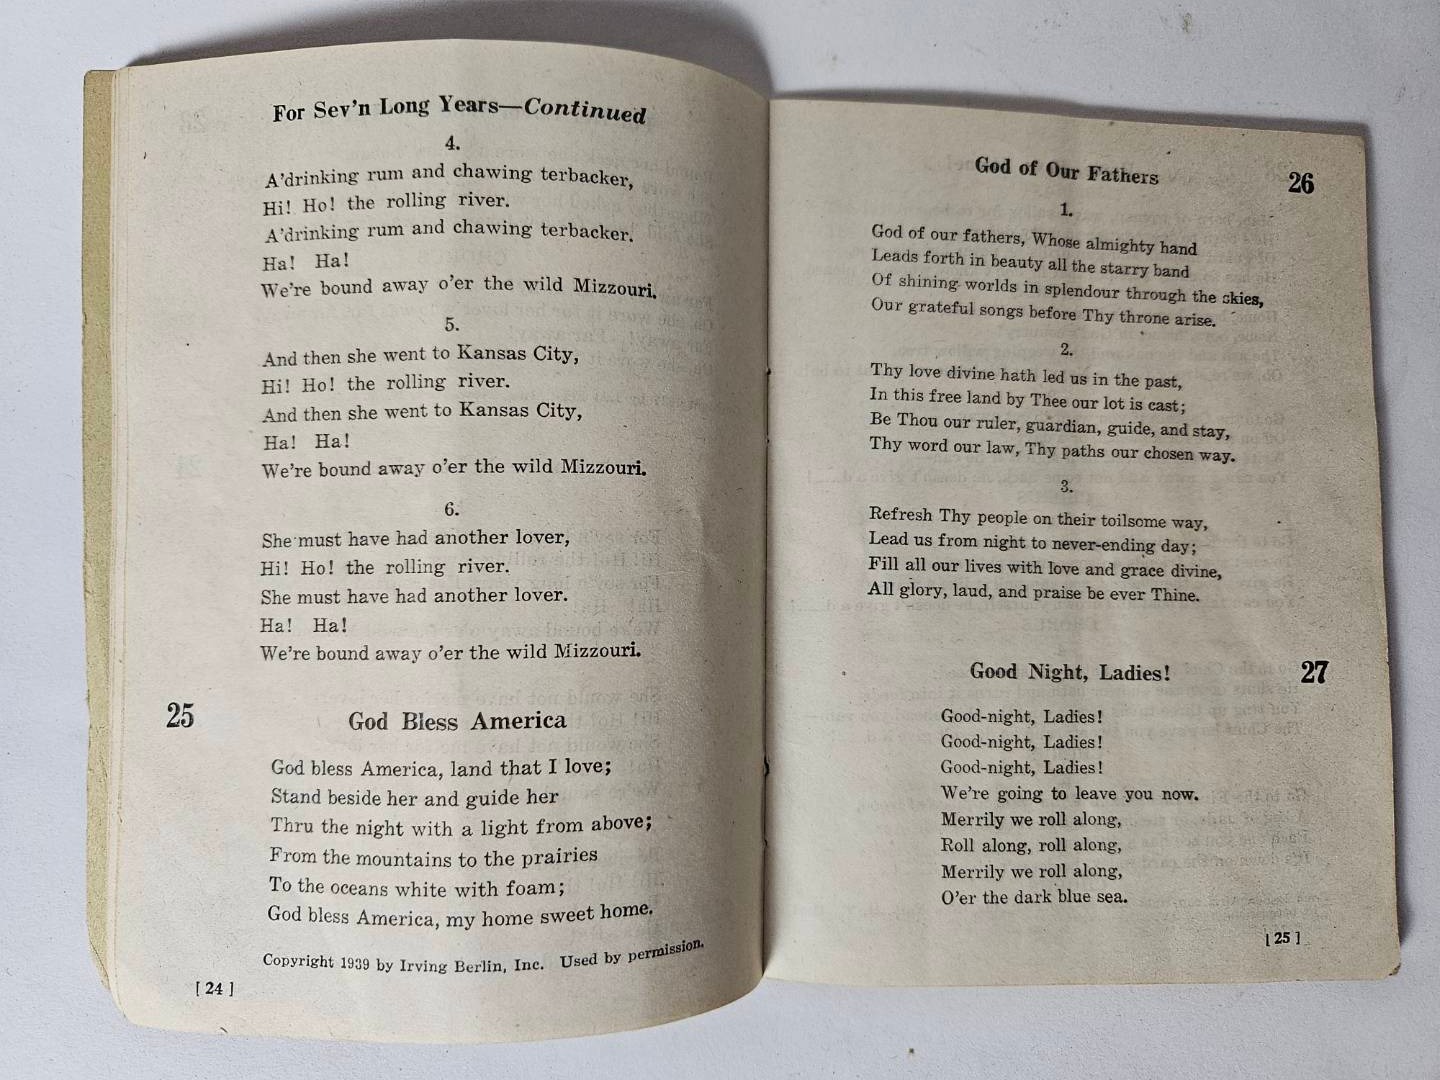 For Sev'n Long Years—Continued
4.
A'drinking rum and chawing terbacker,
Hi! Ho! the rolling river.
A'drinking rum and chawing terbacker.
Ha! Ha!
We're bound away o'er the wild Mizzouri.
5.
And then she went to Kansas City,
Hi! Ho! the rolling river.
And then she went to Kansas City,
Ha! Ha!
We're bound away o'er the wild Mizzouri.
6.
She must have had another lover,
Hi! Ho! the rolling river.
She must have had another lover.
Ha! Ha!
We're bound away o'er the wild Mizzouri.
25 God Bless America
God bless America, land that I love;
Stand beside her and guide her
Thru the night with a light from above;
From the mountains to the prairies
To the oceans white with foam;
God bless America, my home sweet home.
Copyright 1939 by Irving Berlin, Inc. Used by permission.
[ 24 ]
God of Our Fathers 26
1.
God of our fathers, Whose almighty hand
Leads forth in beauty all the starry band
Of shining worlds in splendour through the skies,
Our grateful songs before Thy throne arise.
2.
Thy love divine hath led us in the past,
In this free land by Thee our lot is cast;
Be Thou our ruler, guardian, guide, and stay,
Thy word our law, Thy paths our chosen way.
3.
Refresh Thy people on their toilsome way,
Lead us from night to never-ending day;
Fill all our lives with love and grace divine,
All glory, laud, and praise be ever Thine.
Good Night, Ladies! 27
Good-night, Ladies!
Good-night, Ladies!
Good-night, Ladies!
We're going to leave you now.
Merrily we roll along,
Roll along, roll along,
Merrily we roll along,
O'er the dark blue sea.
[ 25 ]